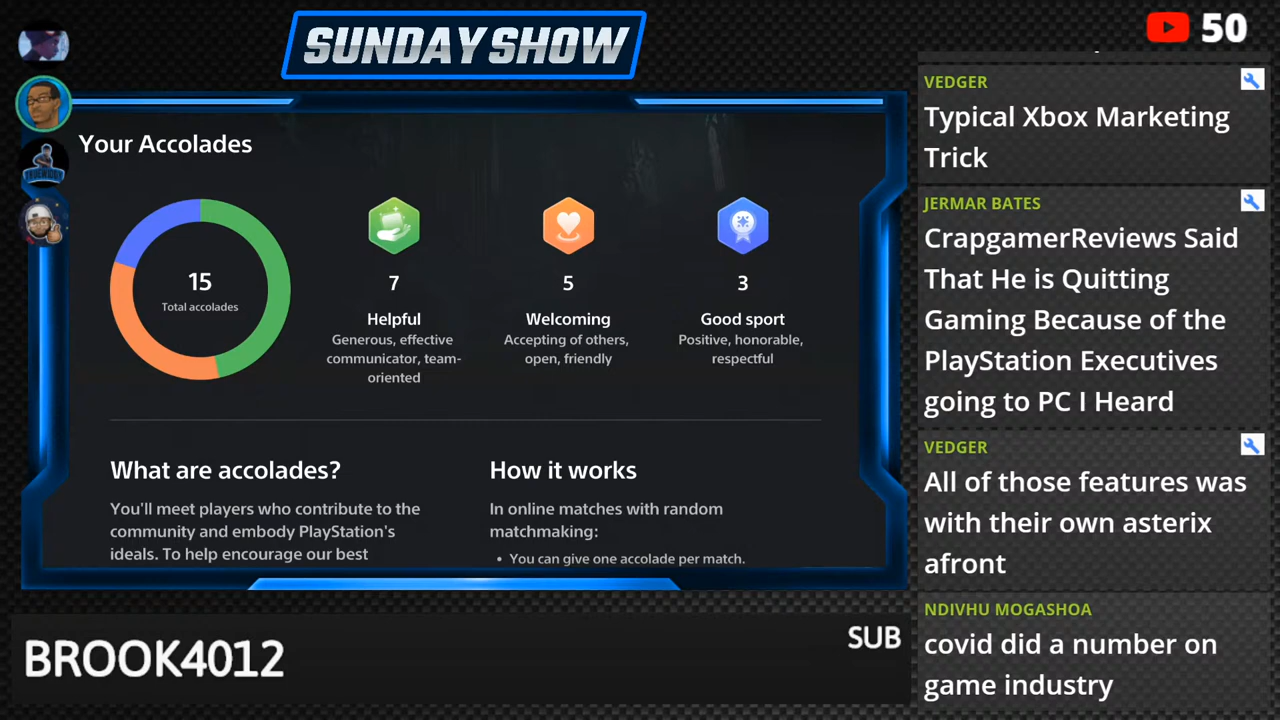 SUNDAY SHOW
50
Your Accolades
15
Total accolades
7
Helpful
Generous, effective
communicator, team-
oriented
5
Welcoming
Accepting of others,
open, friendly
3
Good sport
Positive, honorable,
respectful
What are accolades?
You'll meet players who contribute to the
community and embody PlayStation's
ideals. To help encourage our best
How it works
In online matches with random
matchmaking:
• You can give one accolade per match.
BROOK4012
SUB
VEDGER
Typical Xbox Marketing
Trick
JERMAR BATES
CrapgamerReviews Said
That He is Quitting
Gaming Because of the
PlayStation Executives
going to PC I Heard
VEDGER
All of those features was
with their own asterix
afront
NDIVHU MOGASHOA
covid did a number on
game industry